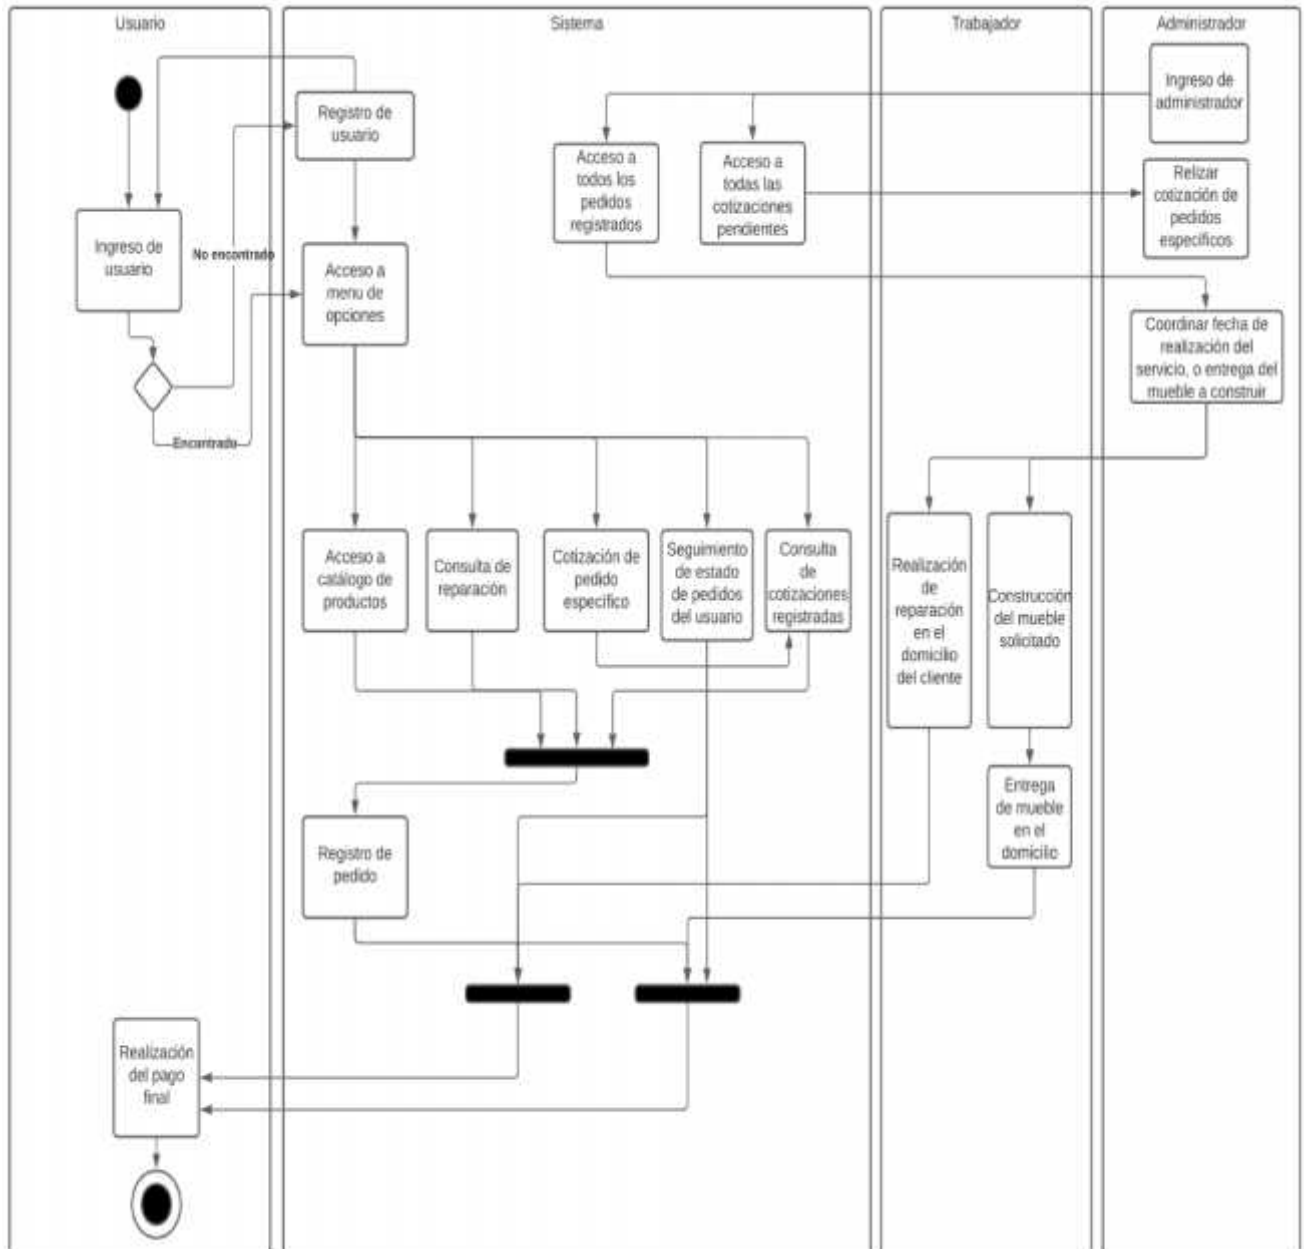 Usuario
Sistema
Trabajador
Administrador
Ingreso de
administrador
Registro de
usuario
Acceso a
todos los
pedidos
registrados
Acceso a
todas las
cotizaciones
pendientes
Relizar
cotización de
pedidos
específicos
Ingreso de
usuario
No encontrado
Acceso a
menu de
opciones
Coordinar fecha de
realización del
servicio, o entrega del
mueble a construir
Encontrado
Acceso a
catálogo de
productos
Consulta de
reparación
Cotización de
pedido
específico
Seguimiento
de estado
de pedidos
del usuario
Consulta
de
cotizaciones
registradas
Realización
de
reparación
en el
domicilio
del cliente
Construcción
del mueble
solicitado
Entrega
de mueble
en el
domicilio
Registro de
pedido
Realización
del pago
final